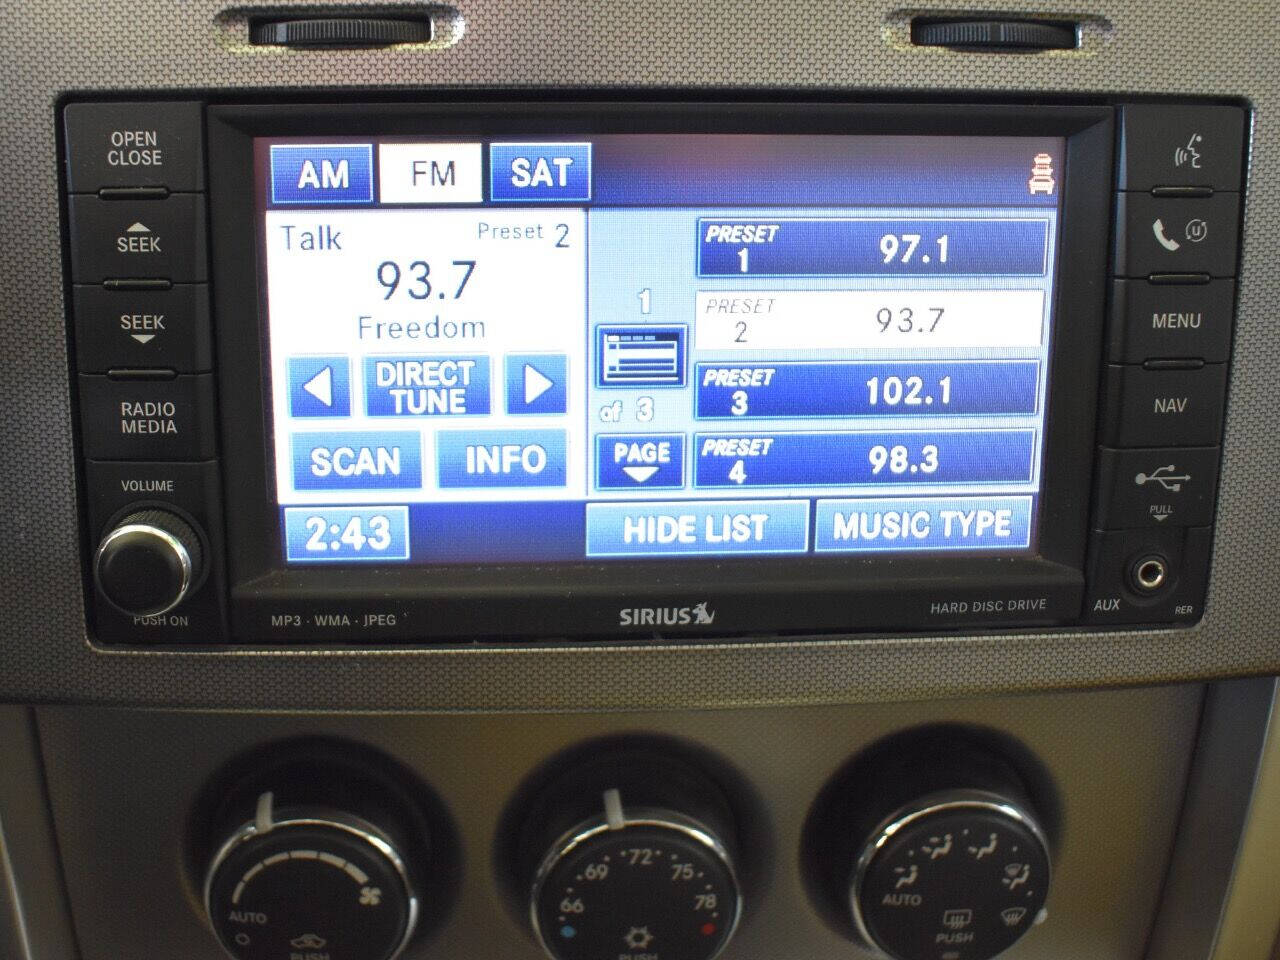 OPEN
CLOSE
SEEK
SEEK
RADIO
MEDIA
VOLUME
PUSH ON
AM FM SAT
Talk Preset 2
93.7
Freedom
DIRECT
TUNE
SCAN INFO
2:43
1
of 3
PAGE
PRESET
1 97.1
PRESET
2 93.7
PRESET
3 102.1
PRESET
4 98.3
HIDE LIST MUSIC TYPE
MP3 · WMA · JPEG
SIRIUS
HARD DISC DRIVE
u
MENU
NAV
PULL
AUX
RER
AUTO
PUSH
66 69 72 75 78
PUSH
AUTO
PUSH